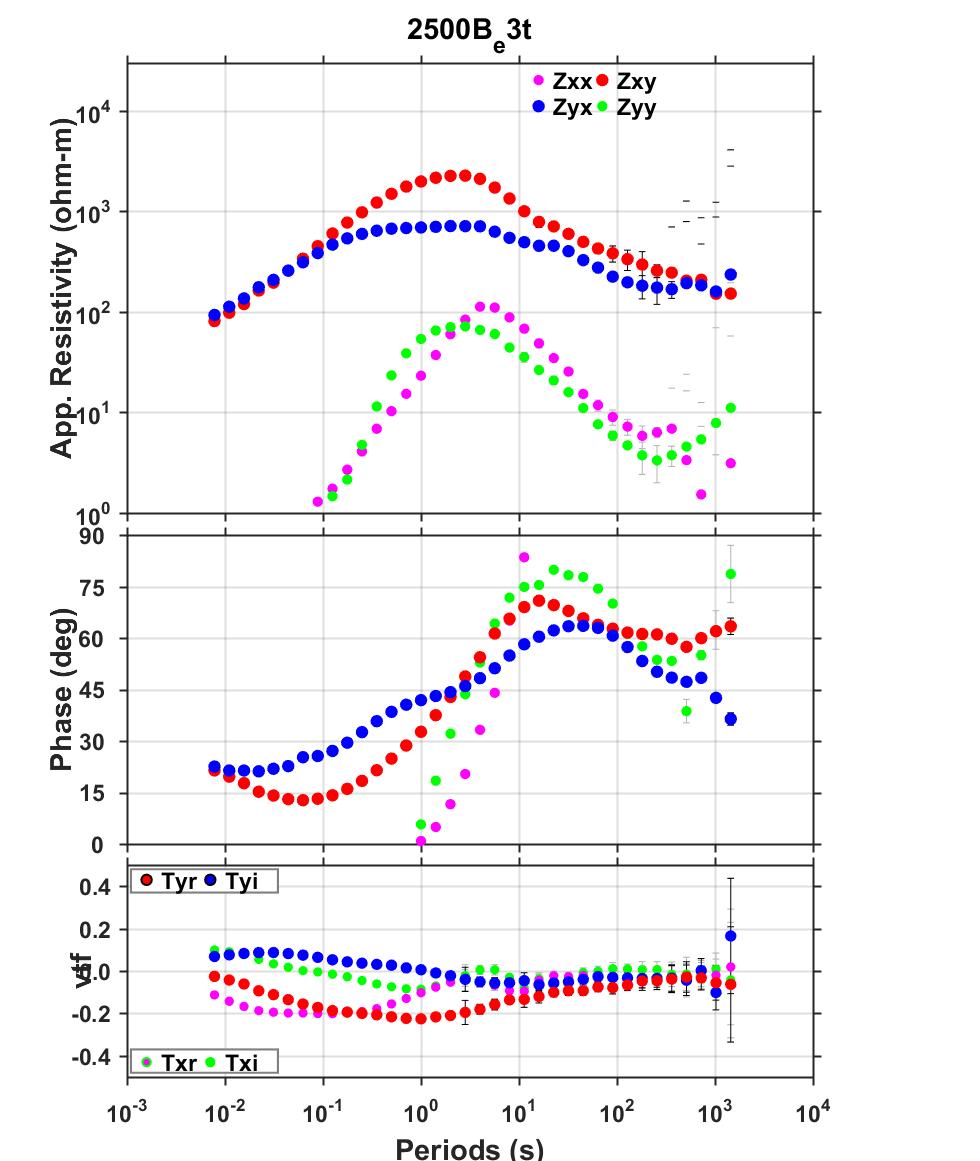 2500Be3t
Zxx Zxy
Zyx Zyy
App. Resistivity (ohm-m)
10^4
10^3
10^2
10^1
10^0
Phase (deg)
90
75
60
45
30
15
0
Tyr Tyi
vtf
0.4
0.2
0.0
-0.2
-0.4
Txr Txi
10^-3 10^-2 10^-1 10^0 10^1 10^2 10^3 10^4
Periods (s)